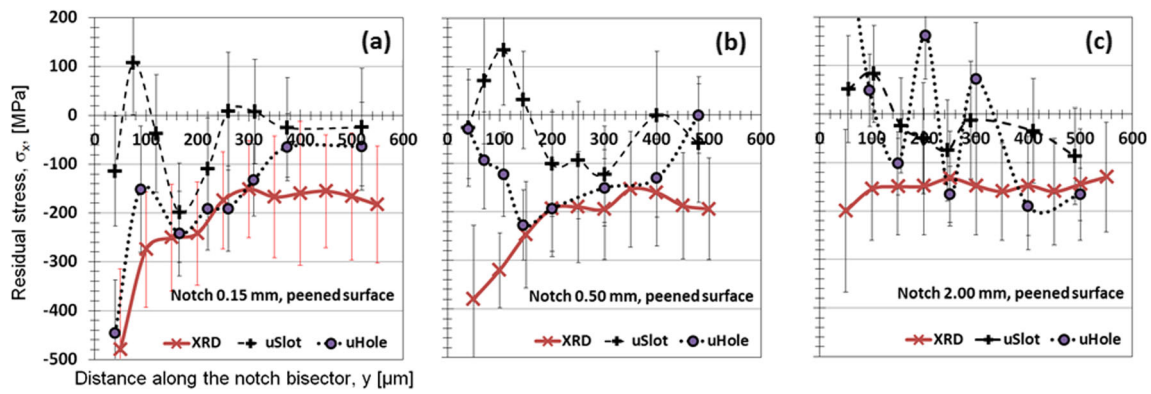 200
100
0
-100
-200
-300
-400
-500
Residual stress, σx, [MPa]
0 100 200 300 400 500 600
(a)
Notch 0.15 mm, peened surface
XRD uSlot uHole
Distance along the notch bisector, y [µm]
0 100 200 300 400 500 600
(b)
Notch 0.50 mm, peened surface
XRD uSlot uHole
0 100 200 300 400 500 600
(c)
Notch 2.00 mm, peened surface
XRD uSlot uHole